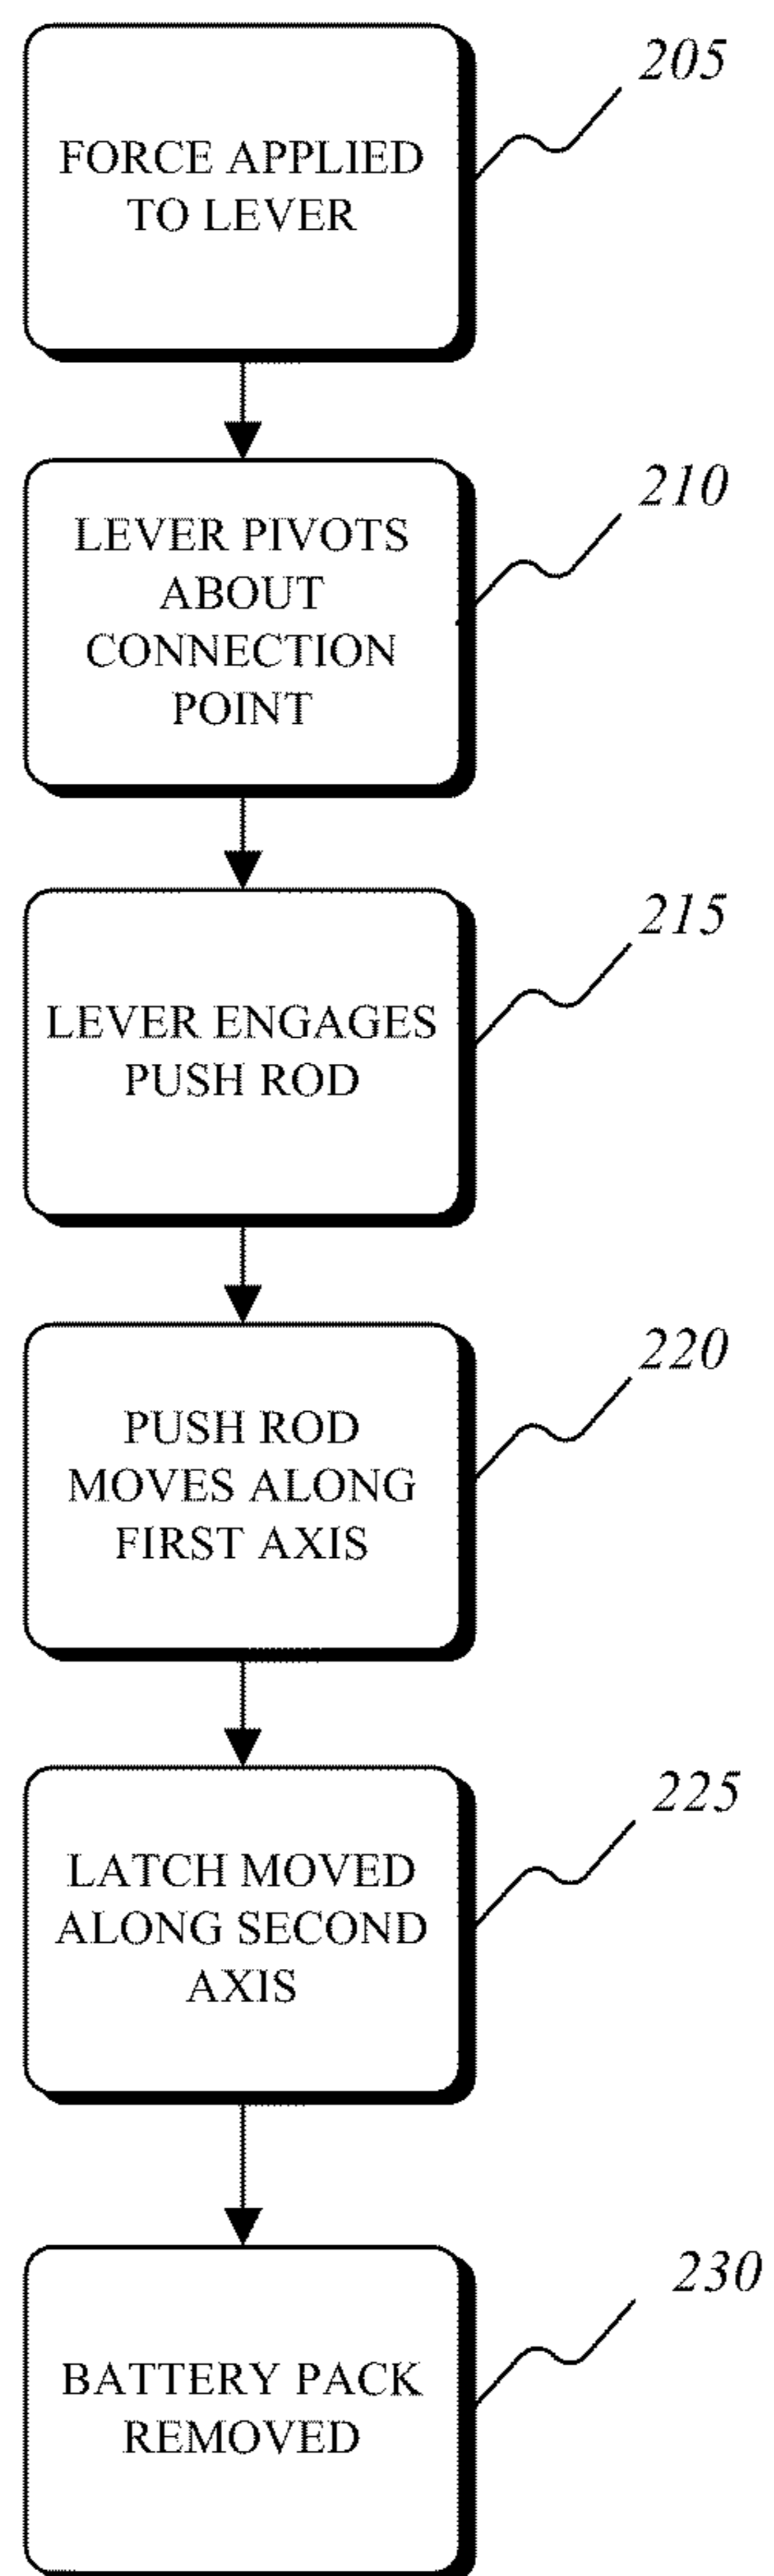 FORCE APPLIED
TO LEVER
205
LEVER PIVOTS
ABOUT
CONNECTION
POINT
210
LEVER ENGAGES
PUSH ROD
215
PUSH ROD
MOVES ALONG
FIRST AXIS
220
LATCH MOVED
ALONG SECOND
AXIS
225
BATTERY PACK
REMOVED
230